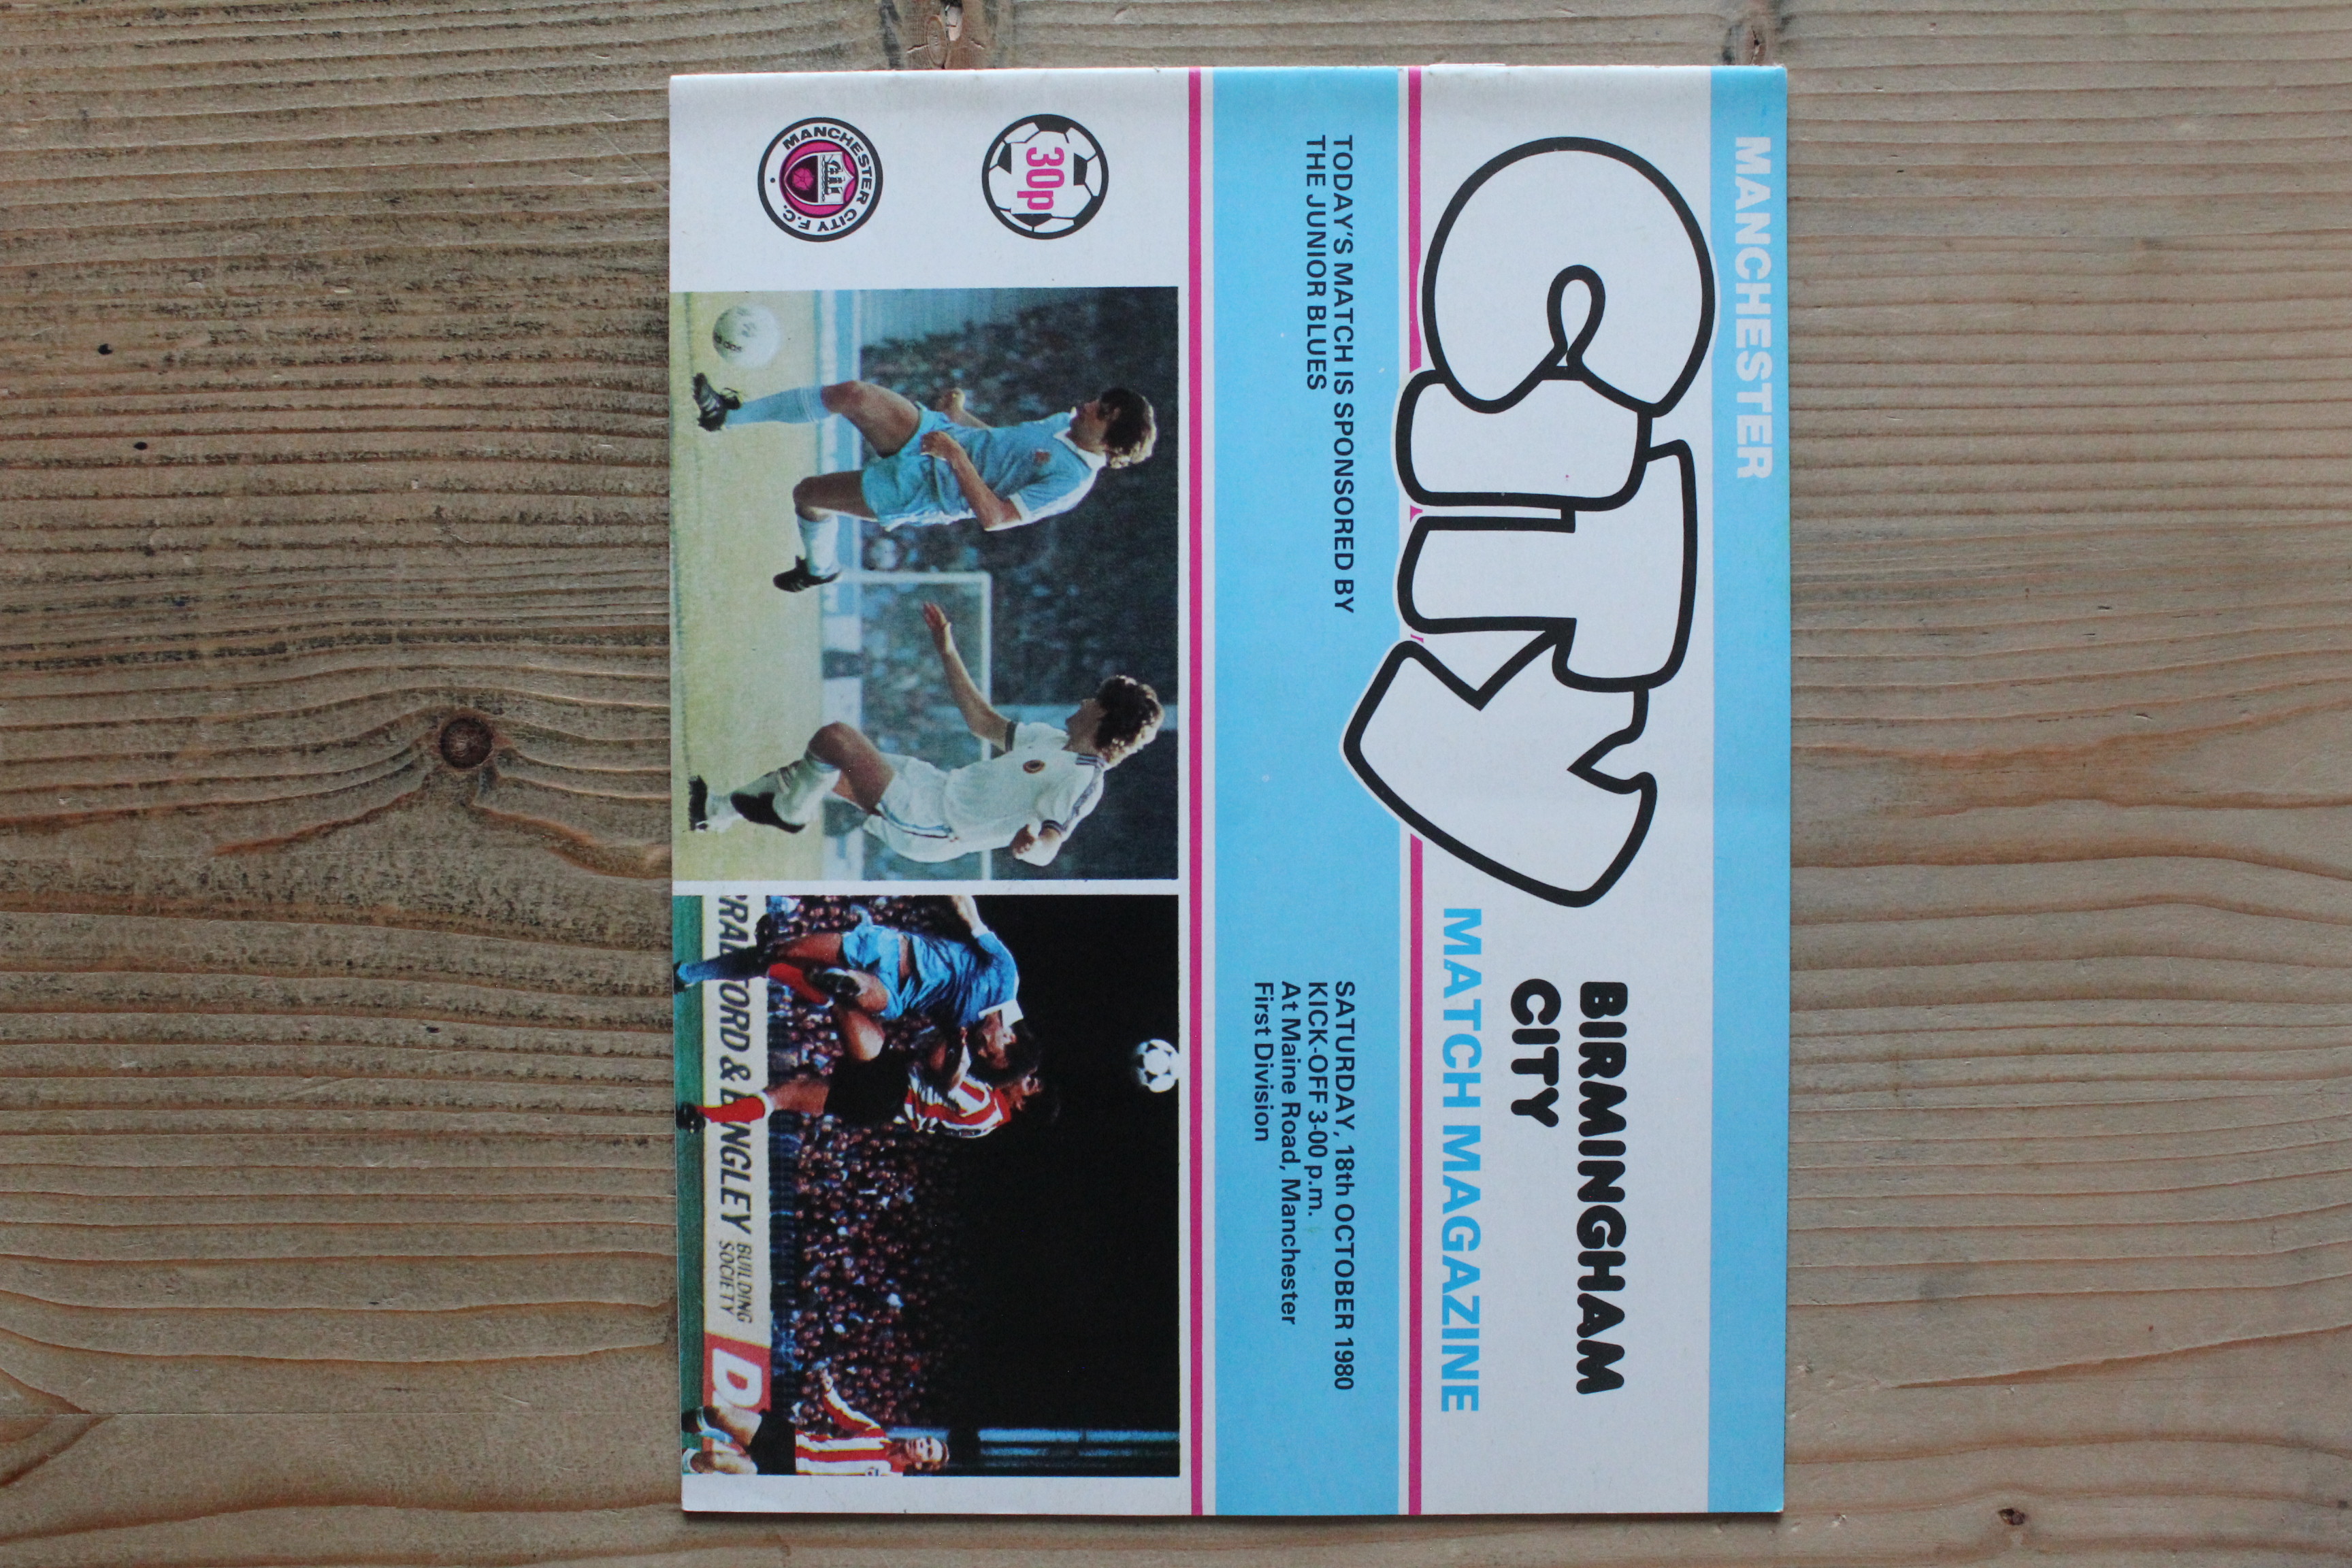 MANCHESTER
CITY
BIRMINGHAM
CITY
MATCH MAGAZINE
TODAY'S MATCH IS SPONSORED BY
THE JUNIOR BLUES
SATURDAY, 18th OCTOBER 1980
KICK-OFF 3-00 p.m.
At Maine Road, Manchester
First Division
30p
MANCHESTER CITY F.C.
& BINGLEY BUILDING
SOCIETY